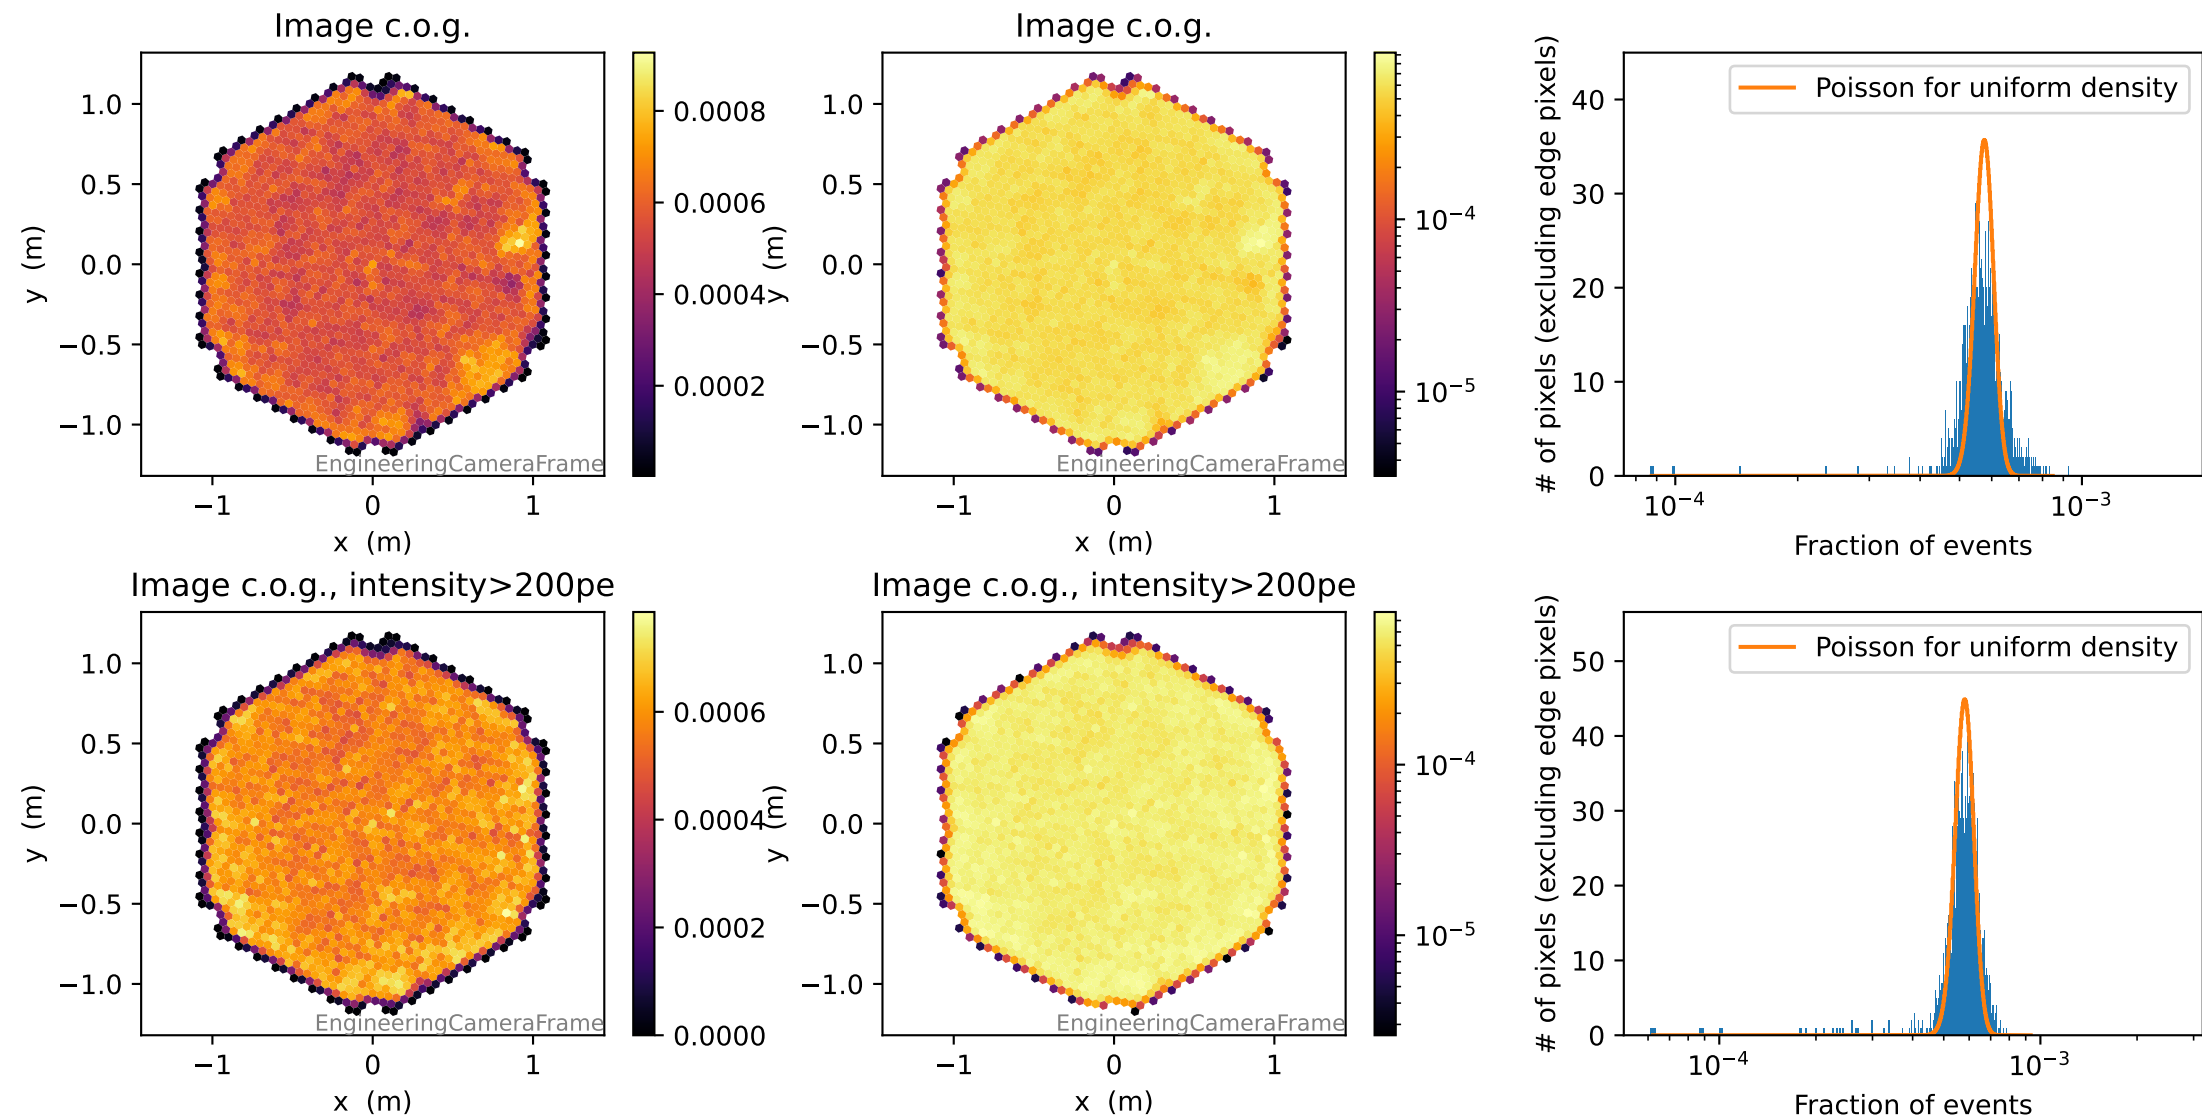 Image c.o.g.
1.0
0.5
0.0
−0.5
−1.0
y (m)
−1 0 1
x (m)
EngineeringCameraFrame
0.0008
0.0006
0.0004
0.0002
Image c.o.g.
1.0
0.5
0.0
−0.5
−1.0
y (m)
−1 0 1
x (m)
EngineeringCameraFrame
10−4
10−5
Poisson for uniform density
# of pixels (excluding edge pixels)
40
30
20
10
0
10−4 10−3
Fraction of events
Image c.o.g., intensity>200pe
1.0
0.5
0.0
−0.5
−1.0
y (m)
−1 0 1
x (m)
EngineeringCameraFrame
0.0006
0.0004
0.0002
0.0000
Image c.o.g., intensity>200pe
1.0
0.5
0.0
−0.5
−1.0
y (m)
−1 0 1
x (m)
EngineeringCameraFrame
10−4
10−5
Poisson for uniform density
# of pixels (excluding edge pixels)
50
40
30
20
10
0
10−4 10−3
Fraction of events